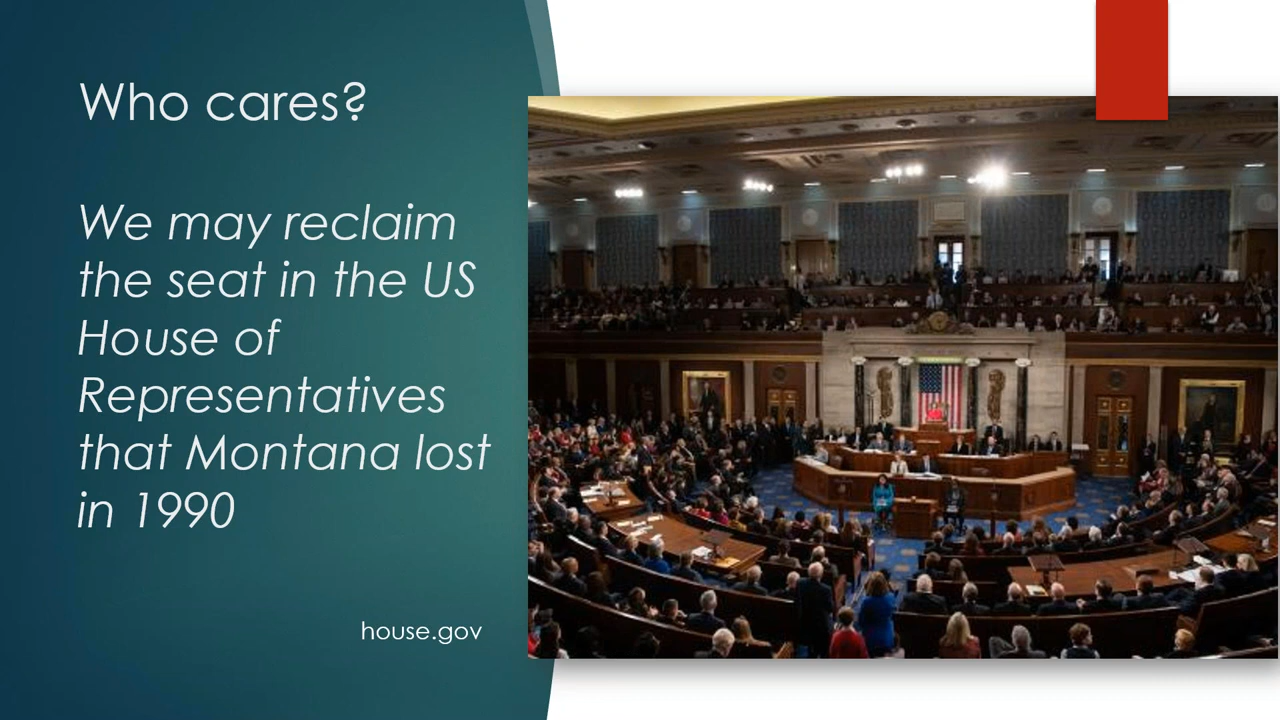 Who cares?
We may reclaim
the seat in the US
House of
Representatives
that Montana lost
in 1990
house.gov